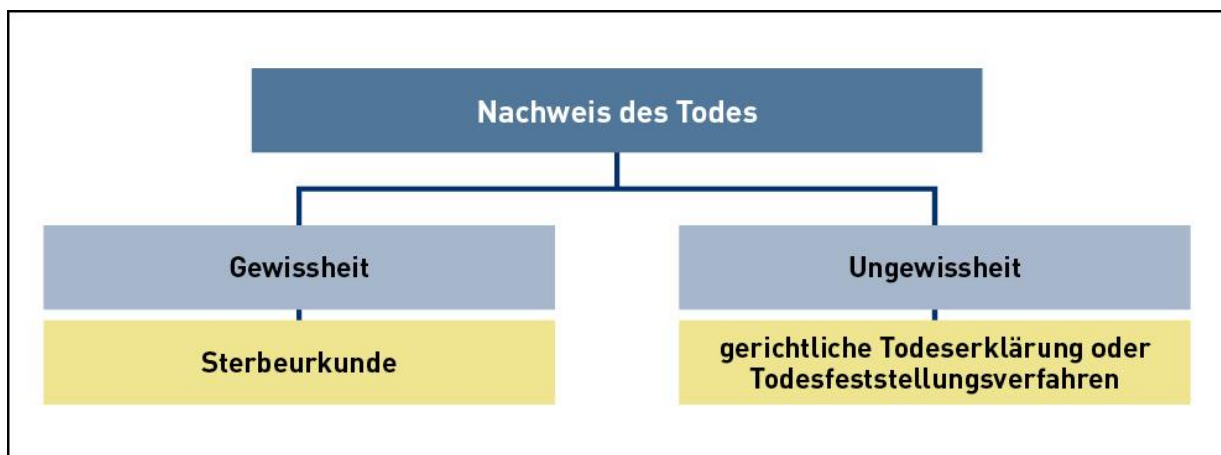 Nachweis des Todes
Gewissheit
Ungewissheit
Sterbeurkunde
gerichtliche Todeserklärung oder
Todesfeststellungsverfahren